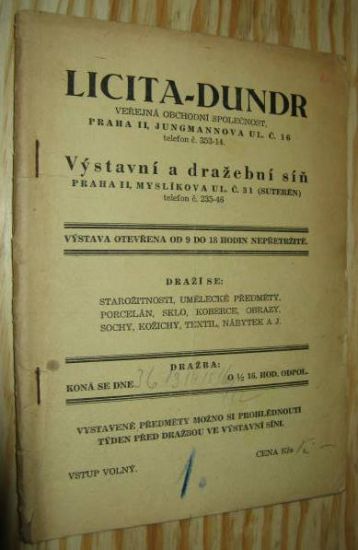 LICITA-DUNDR
VEŘEJNÁ OBCHODNÍ SPOLEČNOST,
PRAHA II, JUNGMANNOVA UL. Č. 16
telefon č. 353-14.
Výstavní a dražební síň
PRAHA II, MYSLÍKOVA UL. Č. 31 (SUTERÉN)
telefon č. 235-46
VÝSTAVA OTEVŘENA OD 9 DO 18 HODIN NEPŘETRŽITĚ.
DRAŽÍ SE:
STAROŽITNOSTI, UMĚLECKÉ PŘEDMĚTY,
PORCELÁN, SKLO, KOBERCE, OBRAZY,
SOCHY, KOŽICHY, TEXTIL, NÁBYTEK A J.
DRAŽBA:
KONÁ SE DNE O ½ 16. HOD. ODPOL.
VYSTAVENÉ PŘEDMĚTY MOŽNO SI PROHLÉDNOUTI
TÝDEN PŘED DRAŽBOU VE VÝSTAVNÍ SÍNI.
VSTUP VOLNÝ.
CENA Kčs
1.